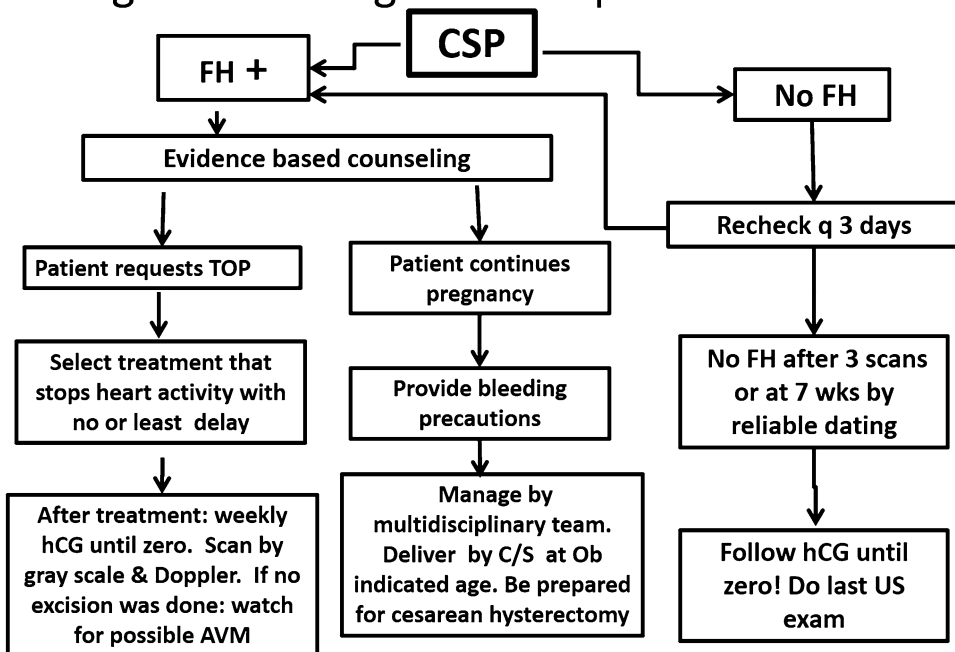 CSP
FH +
No FH
Evidence based counseling
Recheck q 3 days
Patient requests TOP
Patient continues
pregnancy
Select treatment that
stops heart activity with
no or least delay
Provide bleeding
precautions
No FH after 3 scans
or at 7 wks by
reliable dating
After treatment: weekly
hCG until zero. Scan by
gray scale & Doppler. If no
excision was done: watch
for possible AVM
Manage by
multidisciplinary team.
Deliver by C/S at Ob
indicated age. Be prepared
for cesarean hysterectomy
Follow hCG until
zero! Do last US
exam